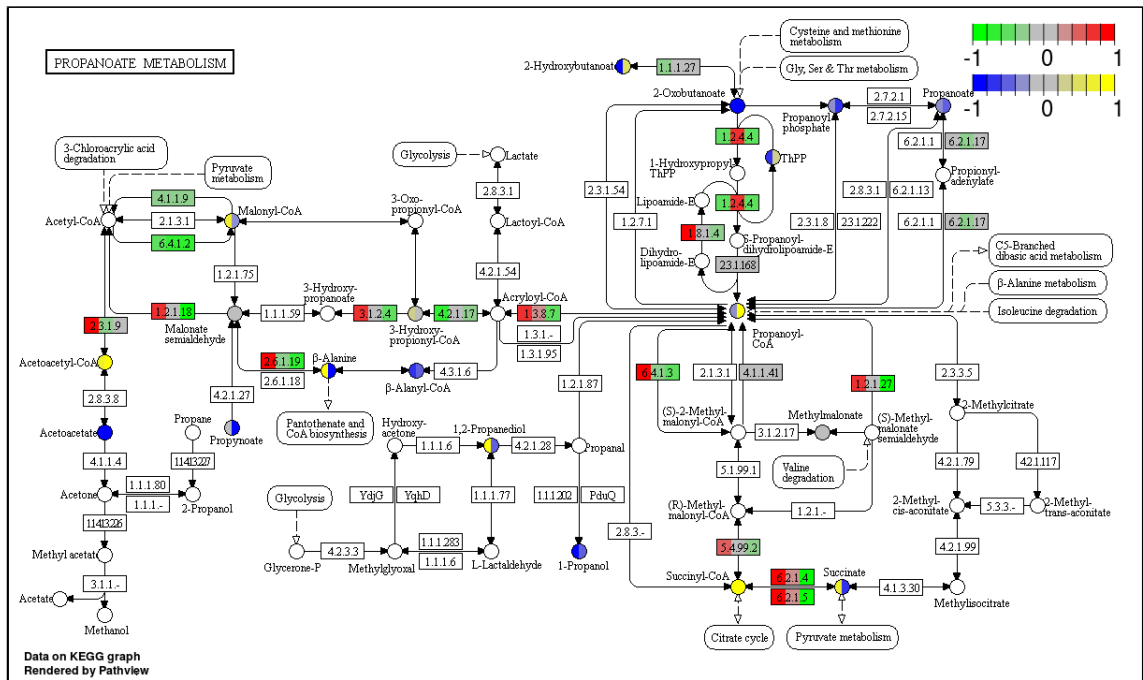 PROPANOATE METABOLISM
-1 0 1
-1 0 1
Cysteine and methionine
metabolism
Gly, Ser & Thr metabolism
2-Hydroxybutanoate
1.1.1.27
2-Oxobutanoate
Propanoyl
phosphate
2.7.2.1
2.7.2.15
Propanoate
1.2.4.4
ThPP
1-Hydroxypropyl-
ThPP
6.2.1.1
6.2.1.17
Propionyl-
adenylate
3-Chloroacrylic acid
degradation
Pyruvate
metabolism
Glycolysis
Lactate
2.8.3.1
Lactoyl-CoA
4.2.1.54
4.1.1.9
Acetyl-CoA
2.1.3.1
Malonyl-CoA
6.4.1.2
3-Oxo-
propionyl-CoA
2.3.1.54
1.2.7.1
Lipoamide-E
1.2.4.4
1.8.1.4
Dihydro-
lipoamide-E
S-Propanoyl-
dihydrolipoamide-E
2.3.1.168
2.3.1.8
2.3.1.222
2.8.3.1
6.2.1.13
6.2.1.1
6.2.1.17
C5-Branched
dibasic acid metabolism
β-Alanine metabolism
Isoleucine degradation
1.2.1.75
1.2.1.18
Malonate
semialdehyde
1.1.1.59
3-Hydroxy-
propanoate
3.1.2.4
3-Hydroxy-
propionyl-CoA
4.2.1.17
Acryloyl-CoA
1.3.8.7
1.3.1.-
1.3.1.95
Propanoyl-CoA
2.3.1.9
Acetoacetyl-CoA
2.6.1.19
2.6.1.18
β-Alanine
β-Alanyl-CoA
4.3.1.6
1.2.1.87
6.4.1.3
2.1.3.1
4.1.1.41
1.2.1.27
2.3.3.5
2.8.3.8
4.2.1.27
Propynoate
Pantothenate and
CoA biosynthesis
Acetoacetate
Propane
Hydroxy-
acetone
1.1.1.6
1,2-Propanediol
4.2.1.28
Propanal
(S)-2-Methyl-
malonyl-CoA
3.1.2.17
Methylmalonate
(S)-Methyl-
malonate
semialdehyde
2-Methylcitrate
4.1.1.4
1.14.13.227
Valine
degradation
5.1.99.1
4.2.1.79
4.2.1.117
Acetone
1.1.1.80
1.1.1.-
2-Propanol
Glycolysis
YdjG
YqhD
1.1.1.77
1.1.1.202
PduQ
(R)-Methyl-
malonyl-CoA
1.2.1.-
2-Methyl-
cis-aconitate
5.3.3.-
2-Methyl-
trans-aconitate
1.14.13.226
Methyl acetate
Glycerone-P
4.2.3.3
Methylglyoxal
1.1.1.283
1.1.1.6
L-Lactaldehyde
1-Propanol
2.8.3.-
5.4.99.2
4.2.1.99
3.1.1.-
Acetate
Methanol
Succinyl-CoA
6.2.1.4
6.2.1.5
Succinate
4.1.3.30
Methylisocitrate
Citrate cycle
Pyruvate metabolism
Data on KEGG graph
Rendered by Pathview